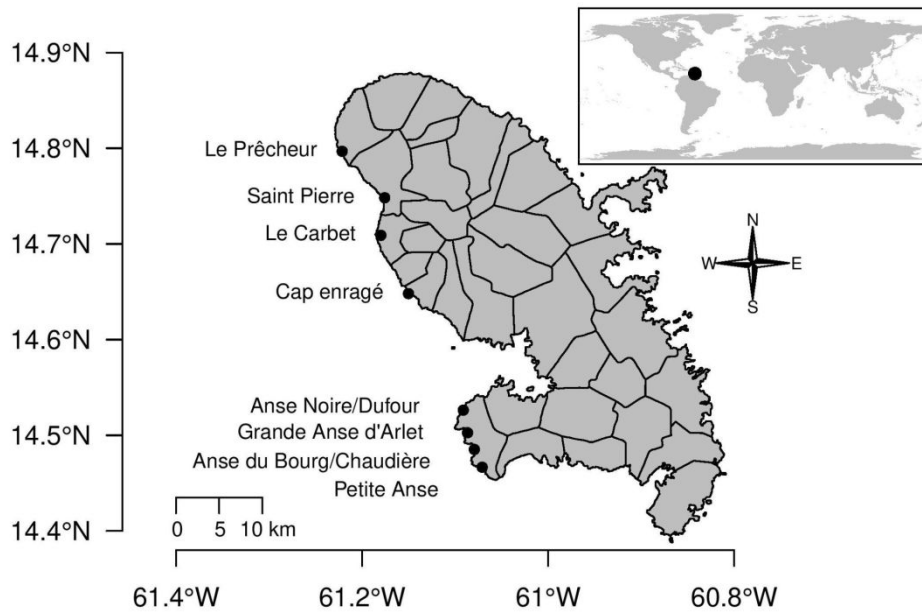 14.9°N
14.8°N
14.7°N
14.6°N
14.5°N
14.4°N
Le Prêcheur
Saint Pierre
Le Carbet
Cap enragé
Anse Noire/Dufour
Grande Anse d'Arlet
Anse du Bourg/Chaudière
Petite Anse
N
W E
S
0 5 10 km
61.4°W 61.2°W 61°W 60.8°W